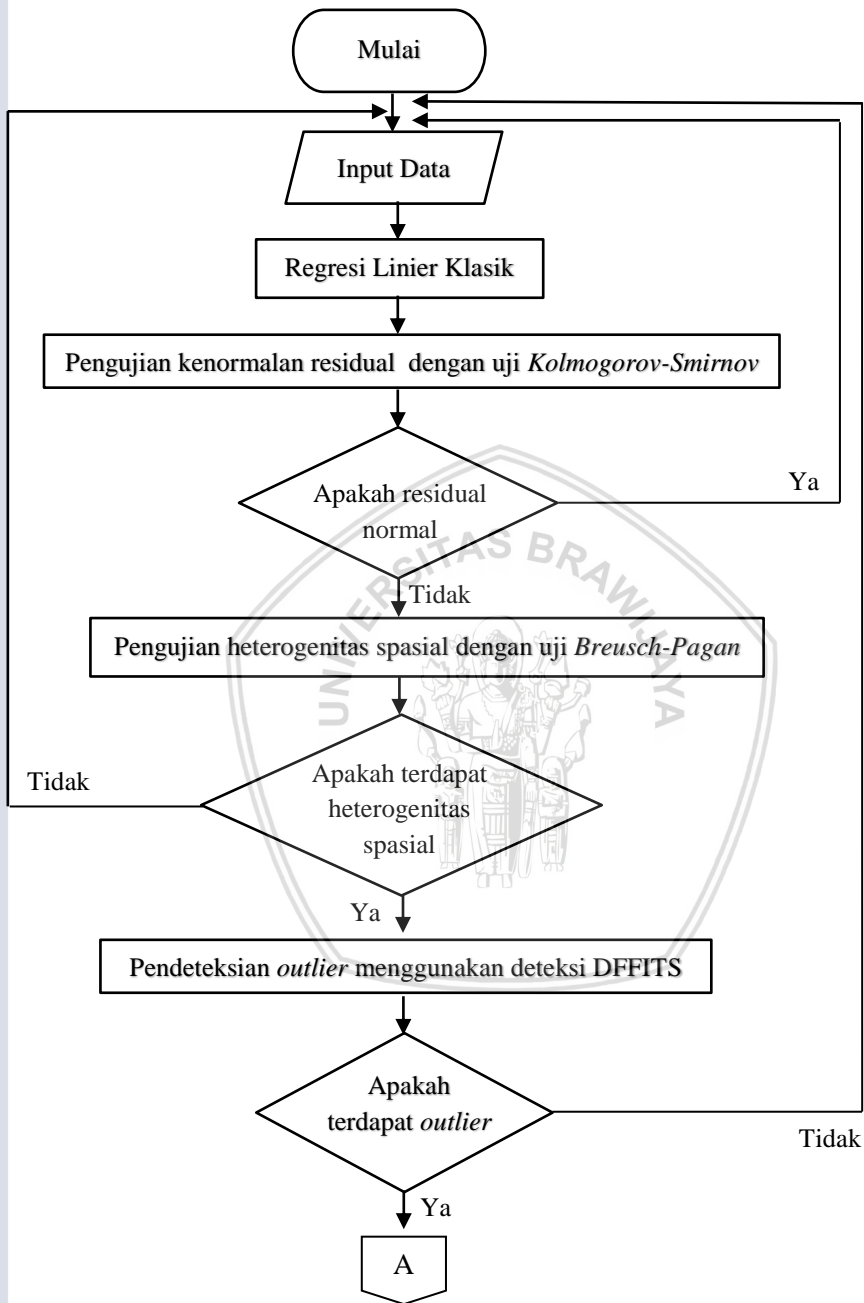 Mulai
Input Data
Regresi Linier Klasik
Pengujian kenormalan residual dengan uji Kolmogorov-Smirnov
Apakah residual
normal
Ya
Tidak
Pengujian heterogenitas spasial dengan uji Breusch-Pagan
Apakah terdapat
heterogenitas
spasial
Tidak
Ya
Pendeteksian outlier menggunakan deteksi DFFITS
Apakah
terdapat outlier
Tidak
Ya
A
UNIVERSITAS BRAWIJAYA